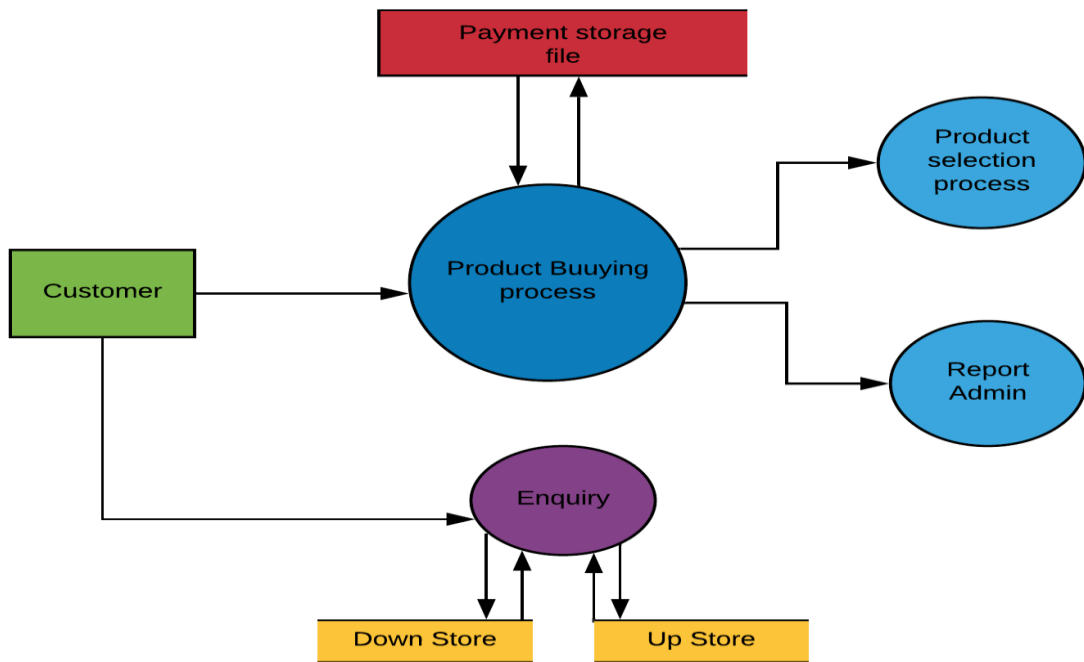 Payment storage
file
Product
selection
process
Product Buuying
process
Customer
Report
Admin
Enquiry
Down Store
Up Store